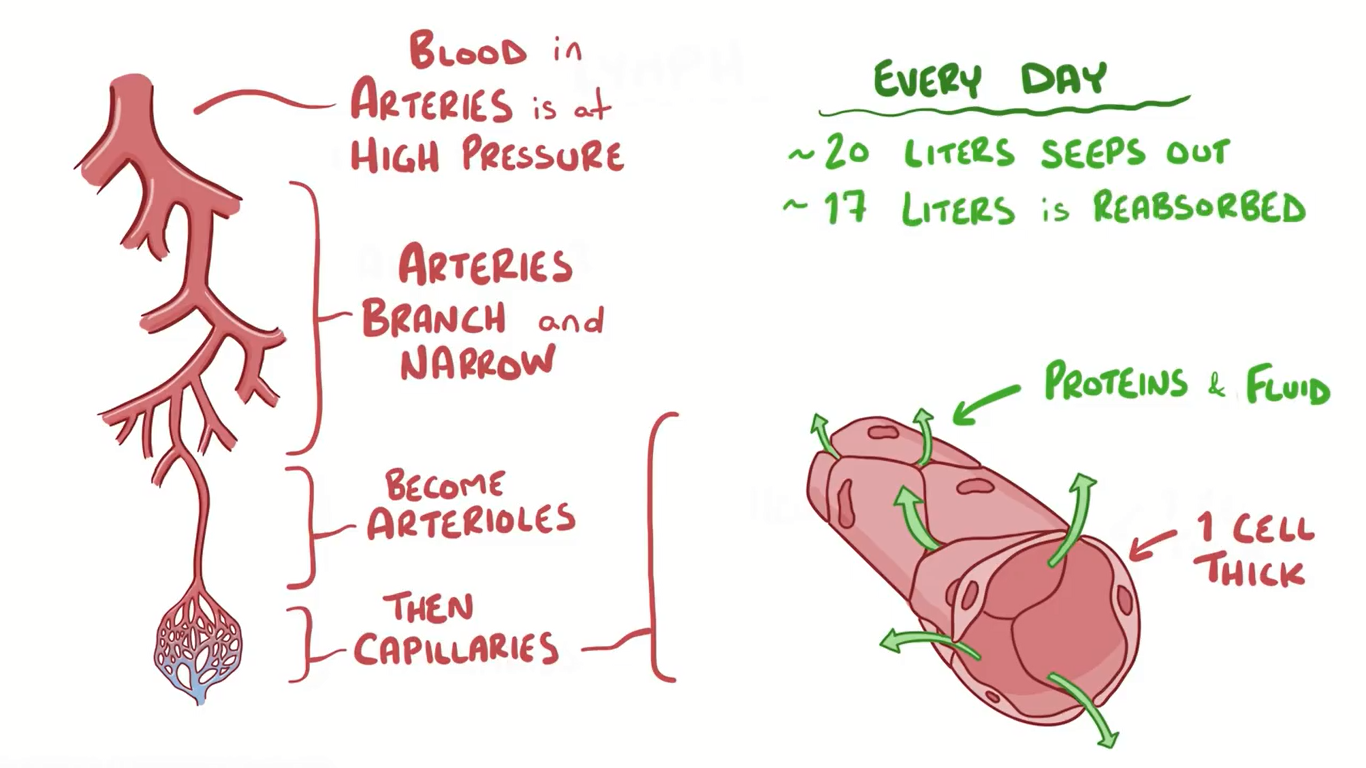 BLOOD in
ARTERIES is at
HIGH PRESSURE
ARTERIES
BRANCH and
NARROW
BECOME
ARTERIOLES
THEN
CAPILLARIES
EVERY DAY
~20 LITERS SEEPS OUT
~17 LITERS is REABSORBED
PROTEINS & FLUID
1 CELL
THICK